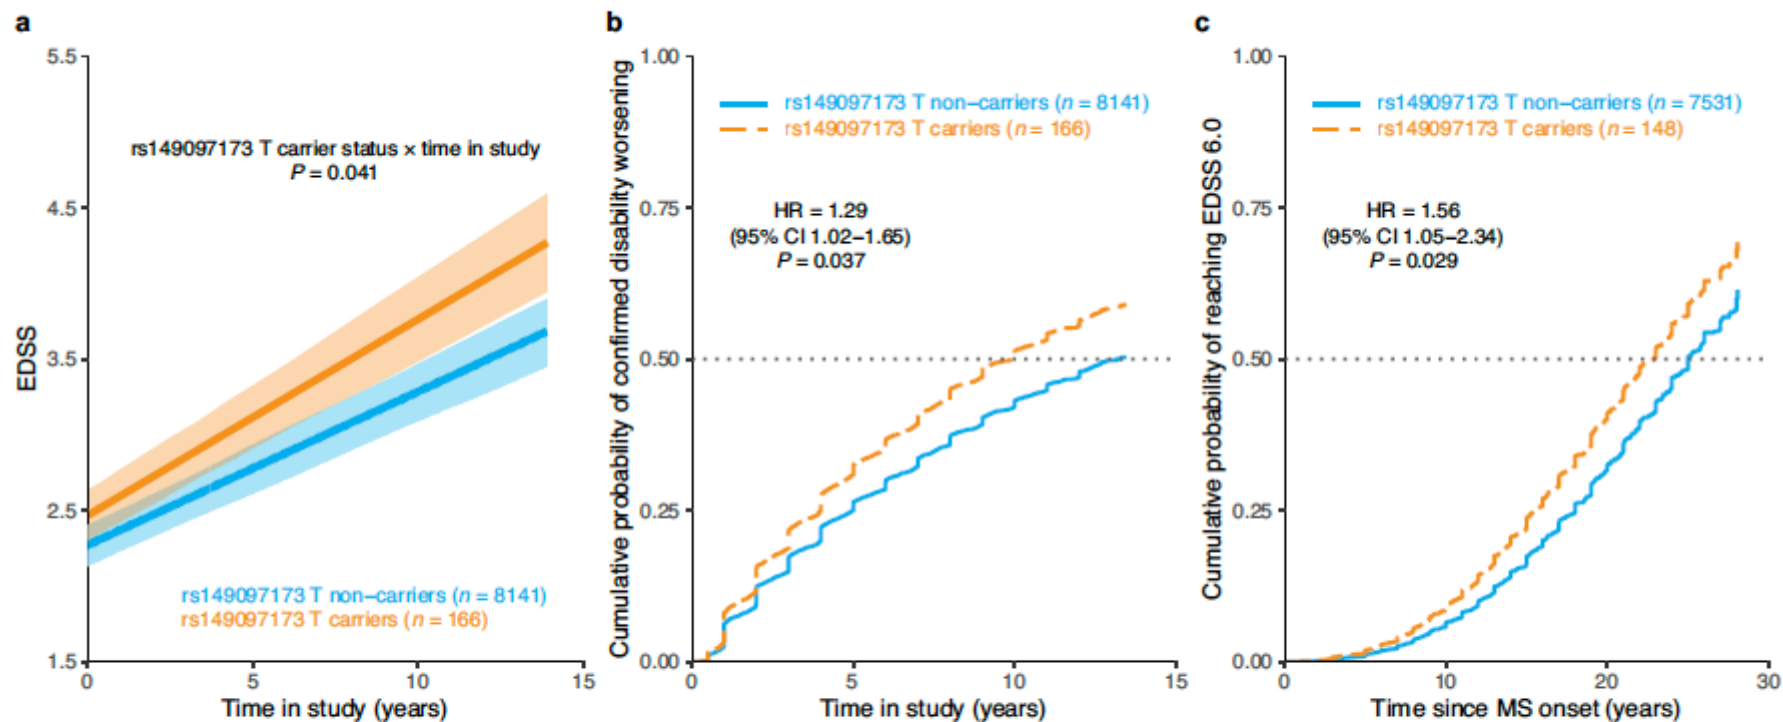 a
5.5
4.5
3.5
2.5
1.5
EDSS
rs149097173 T carrier status × time in study
P = 0.041
rs149097173 T non–carriers (n = 8141)
rs149097173 T carriers (n = 166)
0
5
10
15
Time in study (years)
b
Cumulative probability of confirmed disability worsening
1.00
0.75
0.50
0.25
0.00
rs149097173 T non–carriers (n = 8141)
rs149097173 T carriers (n = 166)
HR = 1.29
(95% CI 1.02–1.65)
P = 0.037
0
5
10
15
Time in study (years)
c
Cumulative probability of reaching EDSS 6.0
1.00
0.75
0.50
0.25
0.00
rs149097173 T non–carriers (n = 7531)
rs149097173 T carriers (n = 148)
HR = 1.56
(95% CI 1.05–2.34)
P = 0.029
0
10
20
30
Time since MS onset (years)